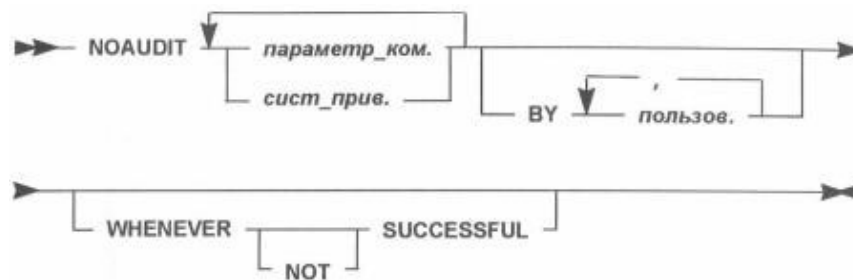 NOAUDIT параметр_ком.
сист_прив.
,
BY пользов.
WHENEVER SUCCESSFUL
NOT